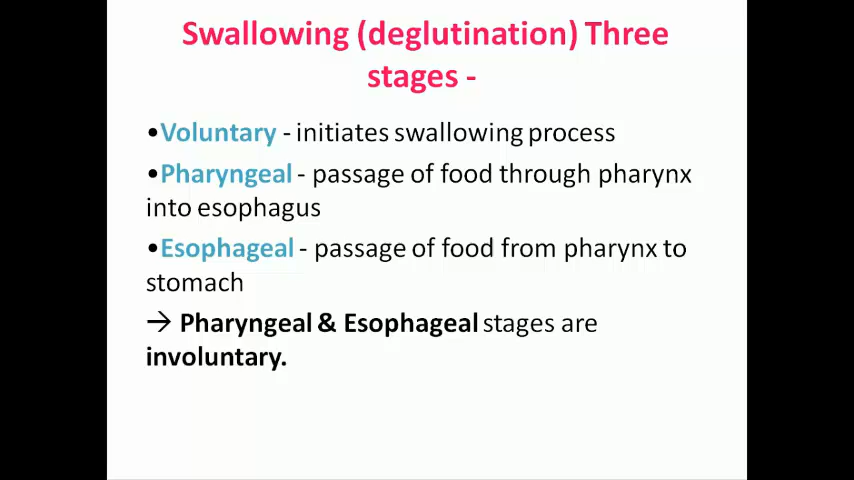 Swallowing (deglutination) Three
stages -
•Voluntary - initiates swallowing process
•Pharyngeal - passage of food through pharynx
into esophagus
•Esophageal - passage of food from pharynx to
stomach
→ Pharyngeal & Esophageal stages are
involuntary.